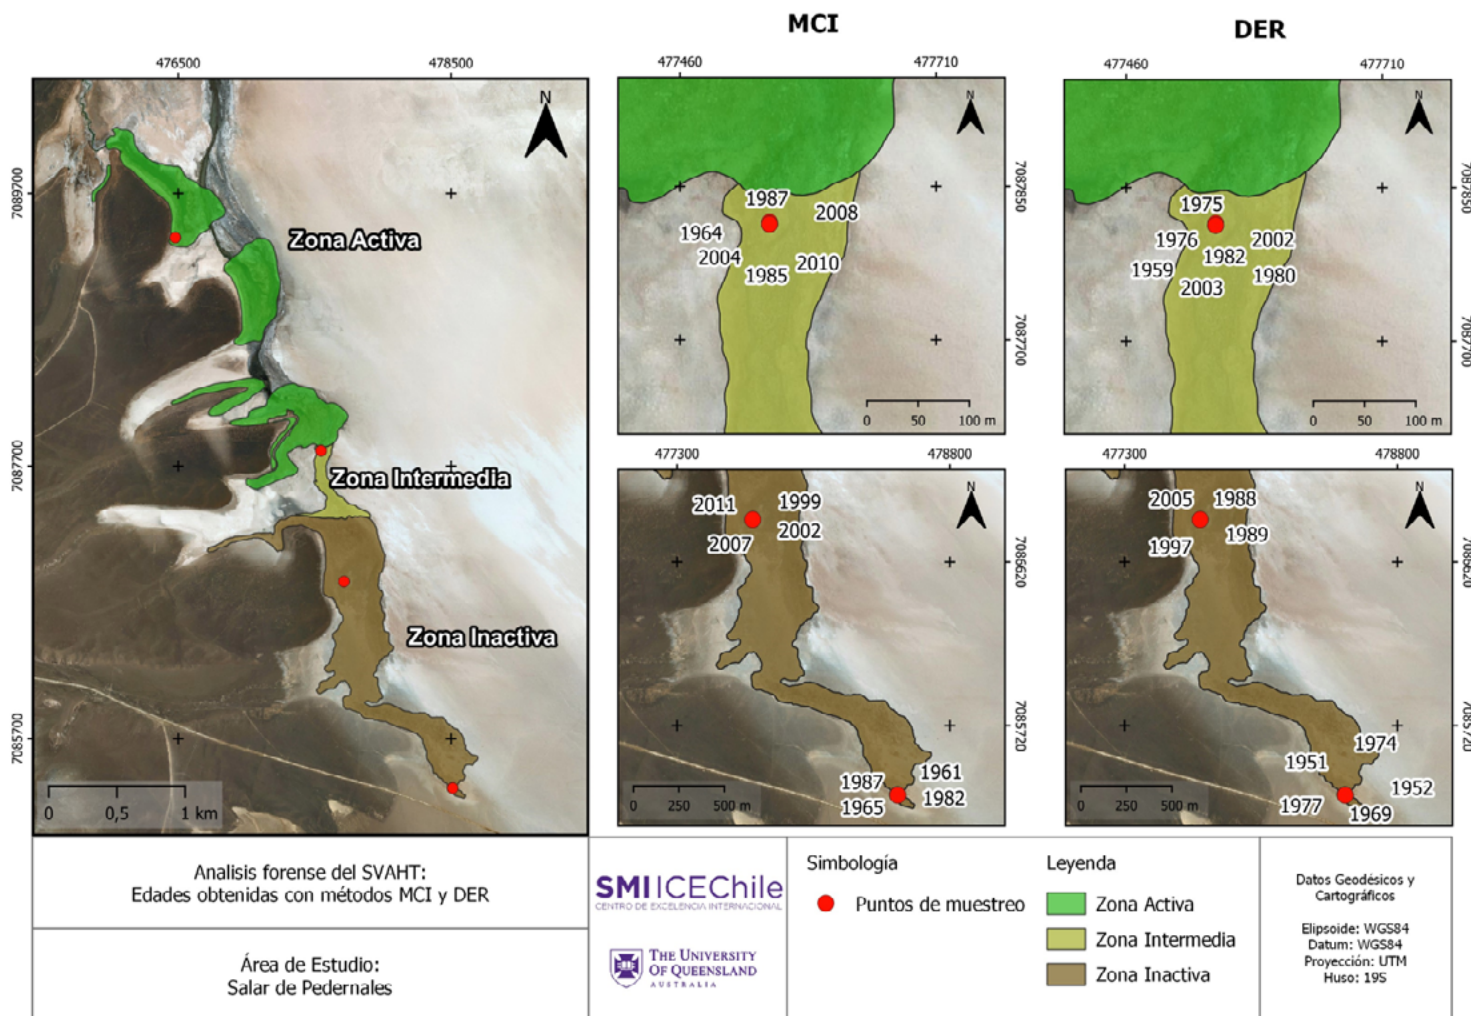 MCI
DER
476500
478500
477460
477710
477460
477710
N
N
N
7089700
7087700
7085700
Zona Activa
Zona Intermedia
Zona Inactiva
0
0,5
1 km
1987
2008
1964
2004
2010
1985
7087850
7087700
0
50
100 m
1975
1976
2002
1982
1959
1980
2003
7087850
7087700
0
50
100 m
477300
478800
477300
478800
N
N
2011
1999
2007
2002
7086620
7085720
1987
1961
1965
1982
0
250
500 m
2005
1988
1997
1989
7086620
7085720
1974
1951
1952
1977
1969
0
250
500 m
Analisis forense del SVAHT:
Edades obtenidas con métodos MCI y DER
Área de Estudio:
Salar de Pedernales
SMI ICEChile
CENTRO DE EXCELENCIA INTERNACIONAL
THE UNIVERSITY
OF QUEENSLAND
AUSTRALIA
Simbología
Puntos de muestreo
Leyenda
Zona Activa
Zona Intermedia
Zona Inactiva
Datos Geodésicos y
Cartográficos
Elipsoide: WGS84
Datum: WGS84
Proyección: UTM
Huso: 19S